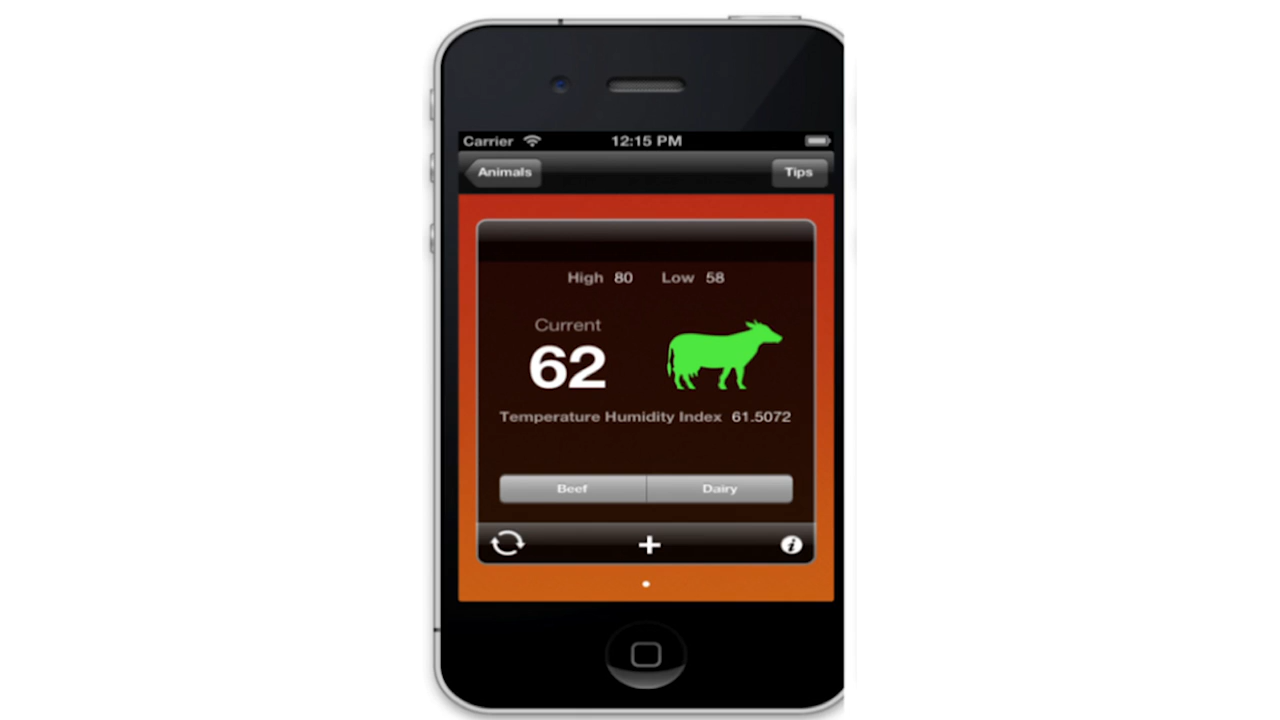 Carrier 12:15 PM
Animals Tips
High 80 Low 58
Current
62
Temperature Humidity Index 61.5072
Beef Dairy